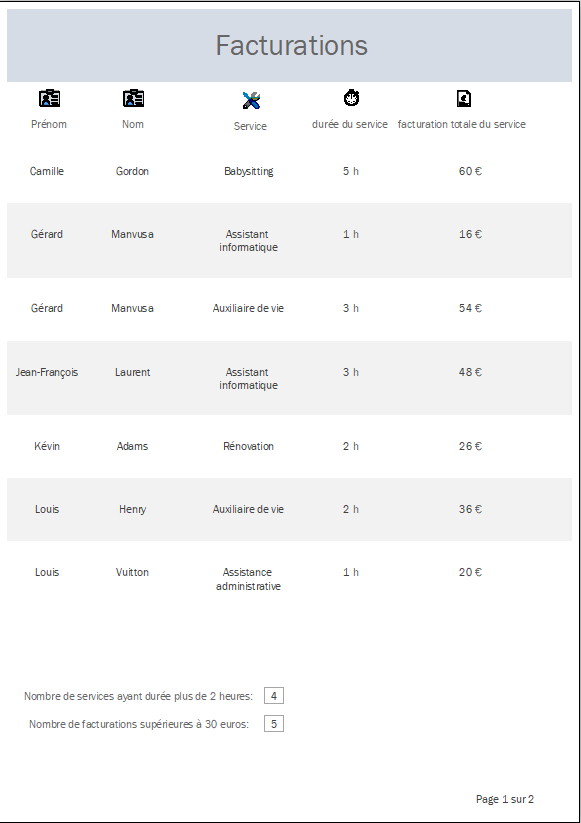 Facturations
Prénom Nom Service durée du service facturation totale du service
Camille Gordon Babysitting 5 h 60 €
Gérard Manvusa Assistant informatique 1 h 16 €
Gérard Manvusa Auxiliaire de vie 3 h 54 €
Jean-François Laurent Assistant informatique 3 h 48 €
Kévin Adams Rénovation 2 h 26 €
Louis Henry Auxiliaire de vie 2 h 36 €
Louis Vuitton Assistance administrative 1 h 20 €
Nombre de services ayant durée plus de 2 heures: 4
Nombre de facturations supérieures à 30 euros: 5
Page 1 sur 2